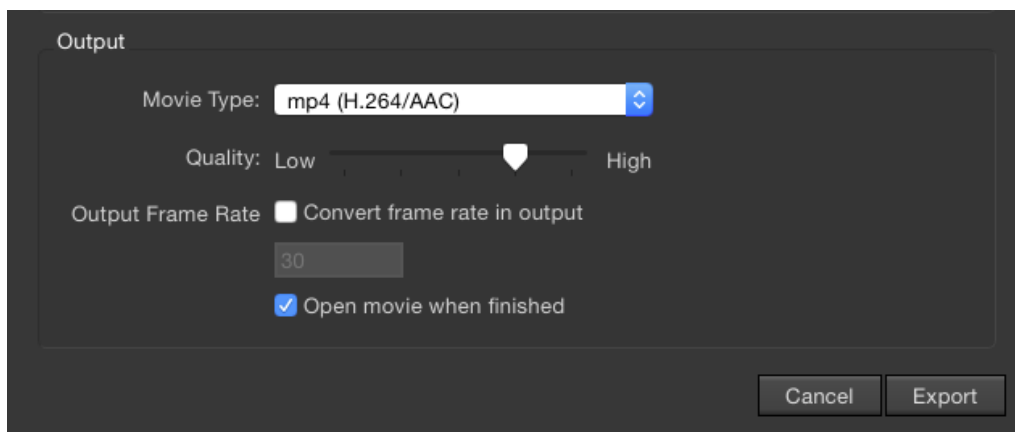 Output
Movie Type: mp4 (H.264/AAC)
Quality: Low High
Output Frame Rate Convert frame rate in output
30
Open movie when finished
Cancel Export